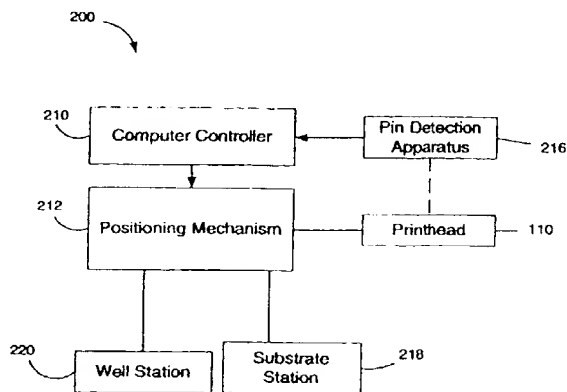 200
210
Computer Controller
Pin Detection
Apparatus
216
212
Positioning Mechanism
Printhead
110
220
Well Station
Substrate
Station
218